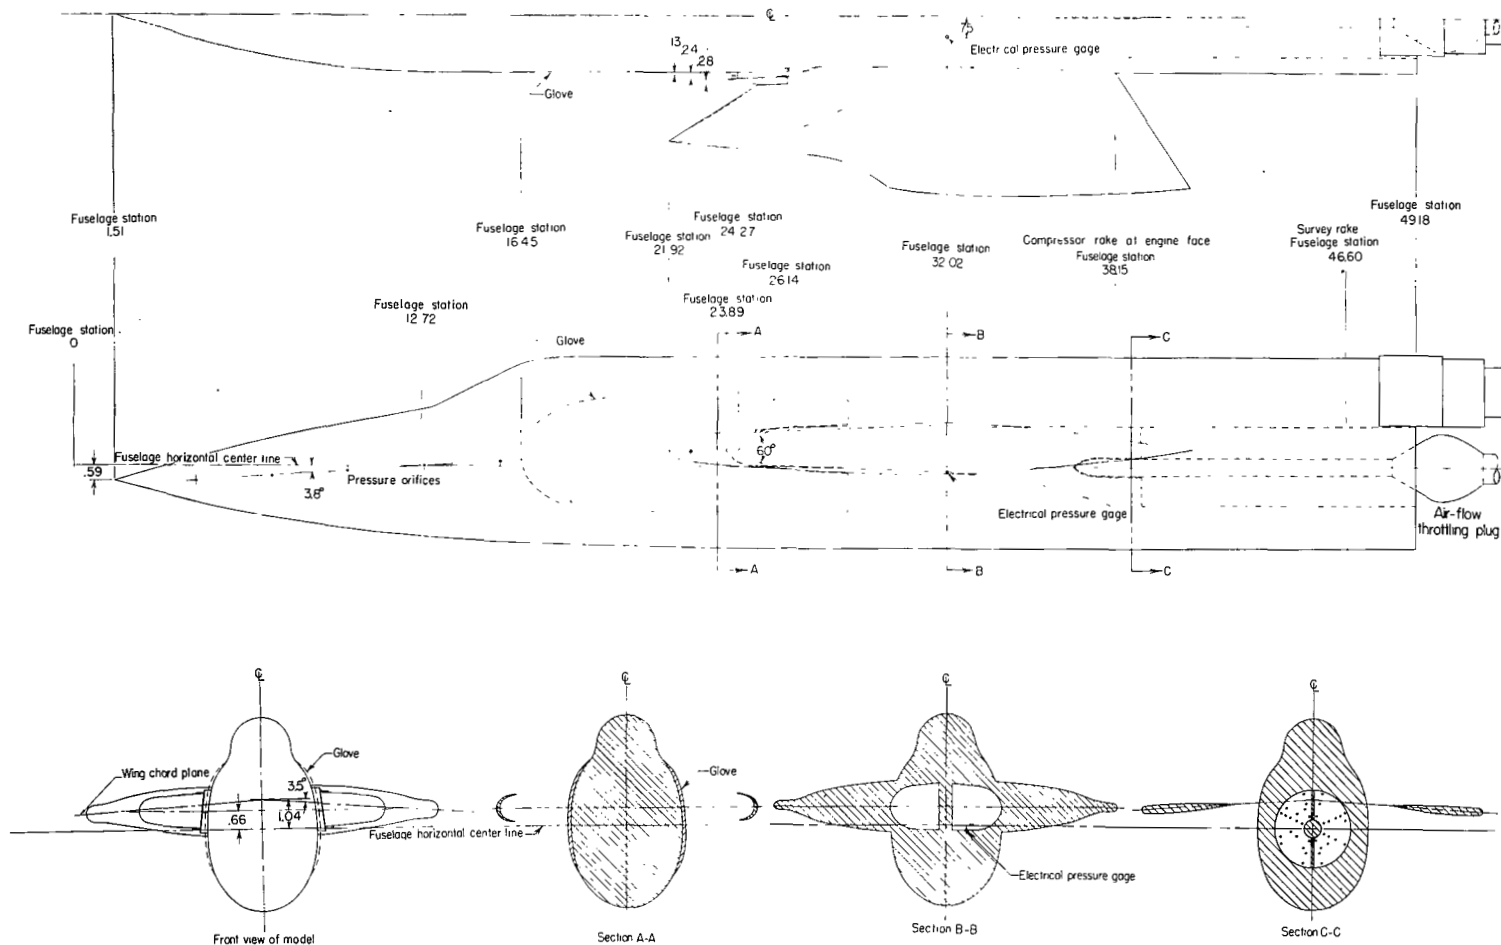 ℄
.75
Electrical pressure gage
13
.24
.28
Glove
Fuselage station
1.51
Fuselage station
16 45
Fuselage station
21 92
Fuselage station
24 27
Fuselage station
26 14
Fuselage station
32 02
Compressor rake at engine face
Fuselage station
38.15
Survey rake
Fuselage station
46.60
Fuselage station
49.18
Fuselage station
0
Fuselage station
12 72
Fuselage station
23.89
Glove
A
B
C
.59
Fuselage horizontal center line
3.8°
Pressure orifices
60°
Electrical pressure gage
Air-flow
throttling plug
A
B
C
℄
℄
℄
℄
Wing chord plane
Glove
3.5°
.66
1.04
Fuselage horizontal center line
Glove
Electrical pressure gage
Front view of model
Section A-A
Section B-B
Section C-C